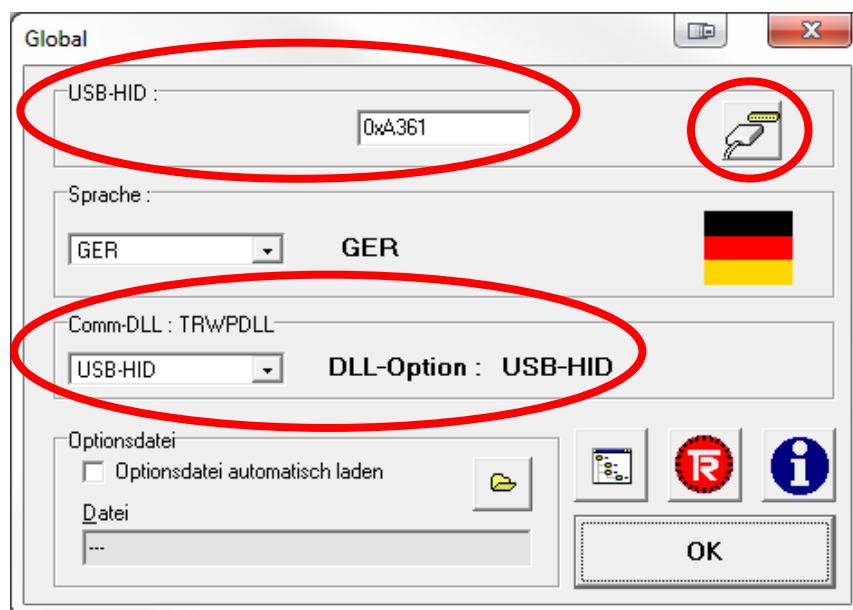 Global
USB-HID :
0xA361
Sprache :
GER
GER
Comm-DLL : TRWPDLL
USB-HID
DLL-Option : USB-HID
Optionsdatei
Optionsdatei automatisch laden
Datei
---
TR
i
OK